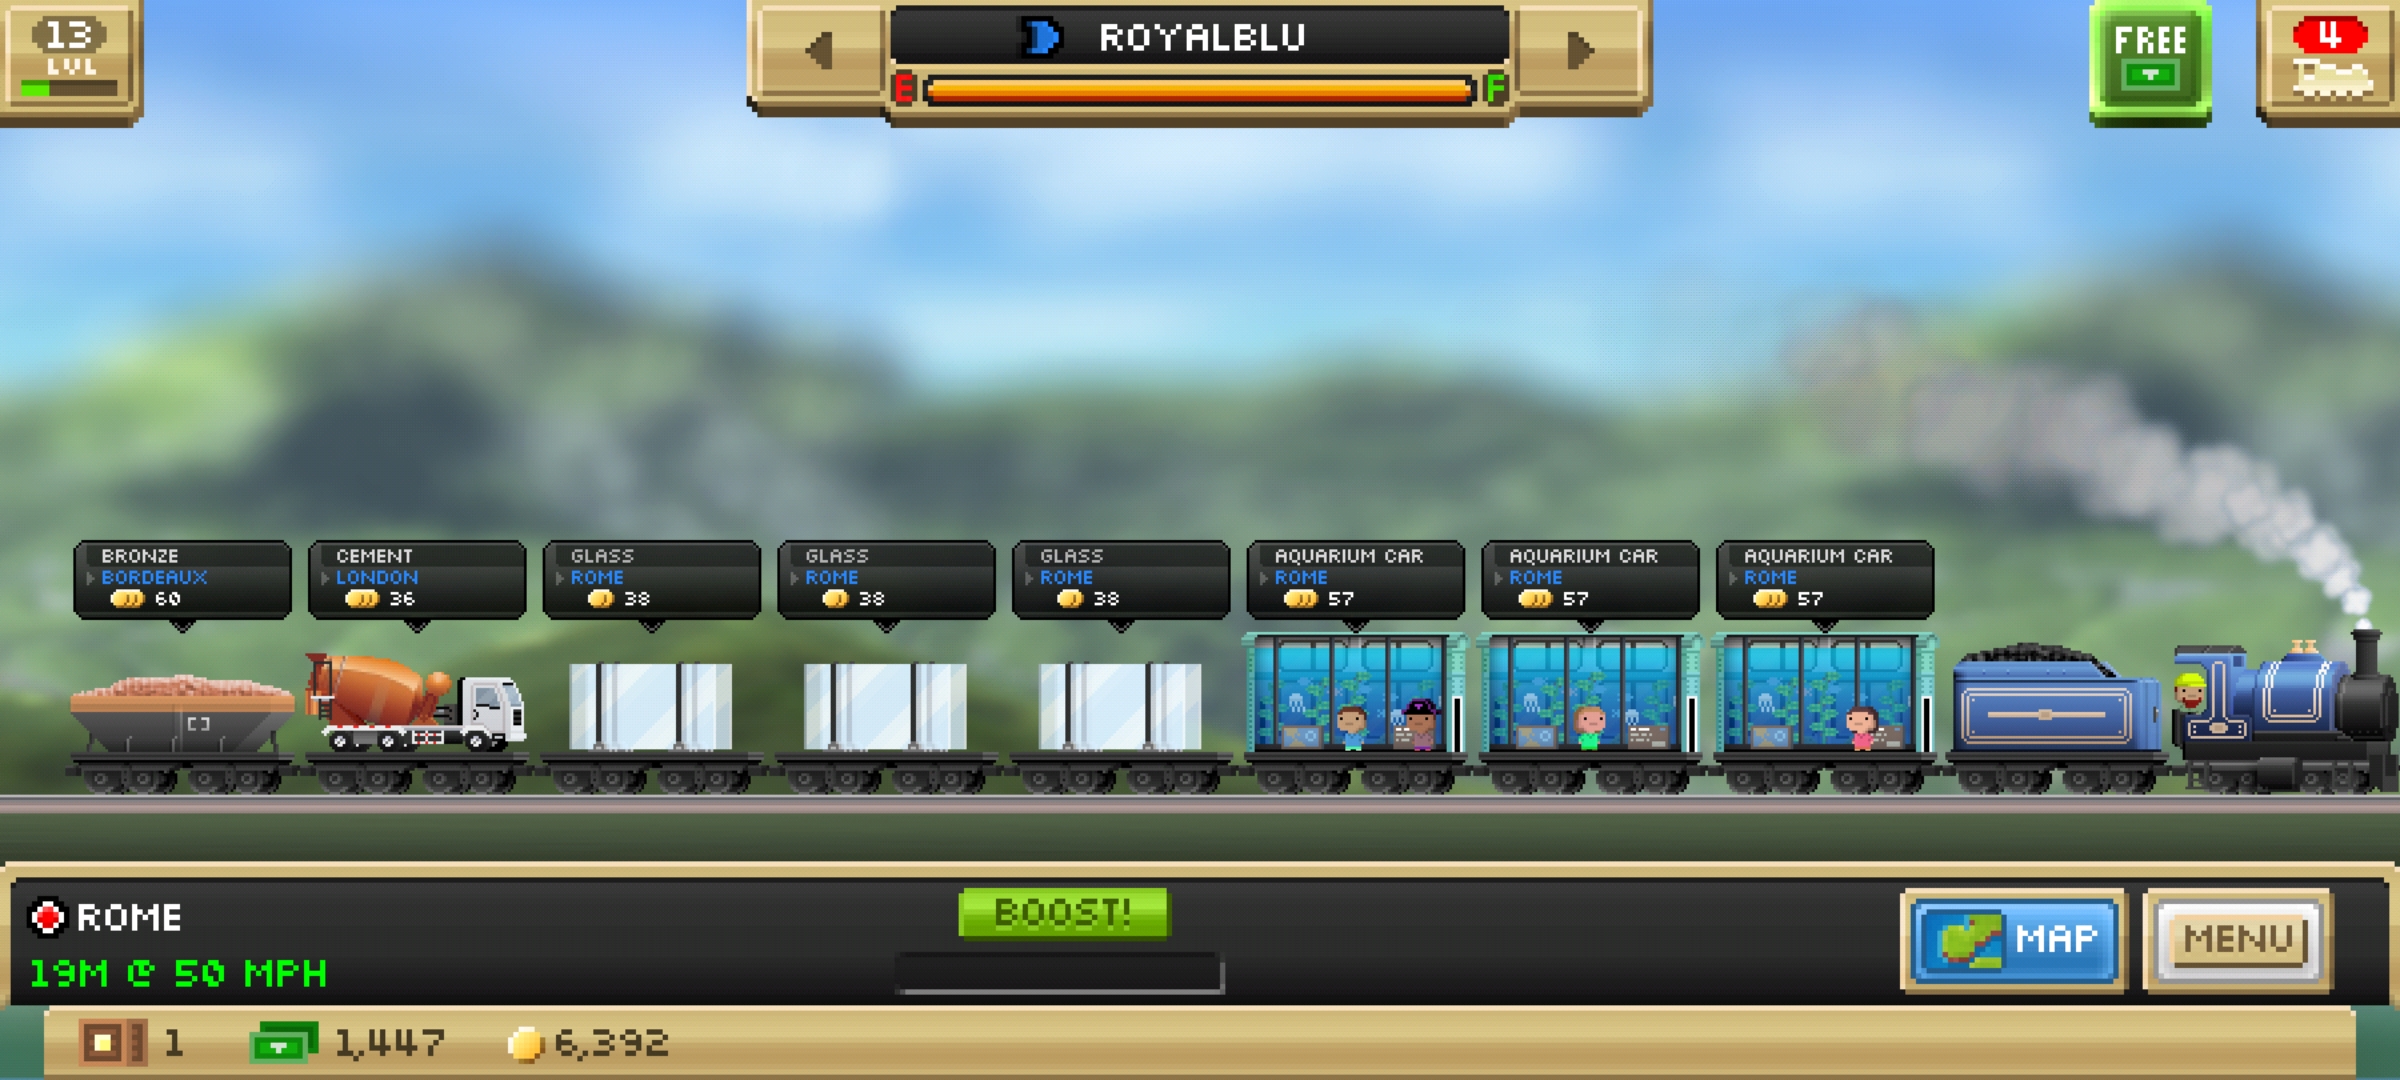 13
LVL
ROYALBLU
E
F
FREE
4
BRONZE
BORDEAUX
60
CEMENT
LONDON
36
GLASS
ROME
38
GLASS
ROME
38
GLASS
ROME
38
AQUARIUM CAR
ROME
57
AQUARIUM CAR
ROME
57
AQUARIUM CAR
ROME
57
ROME
19M @ 50 MPH
BOOST!
MAP
MENU
1
1,447
6,392